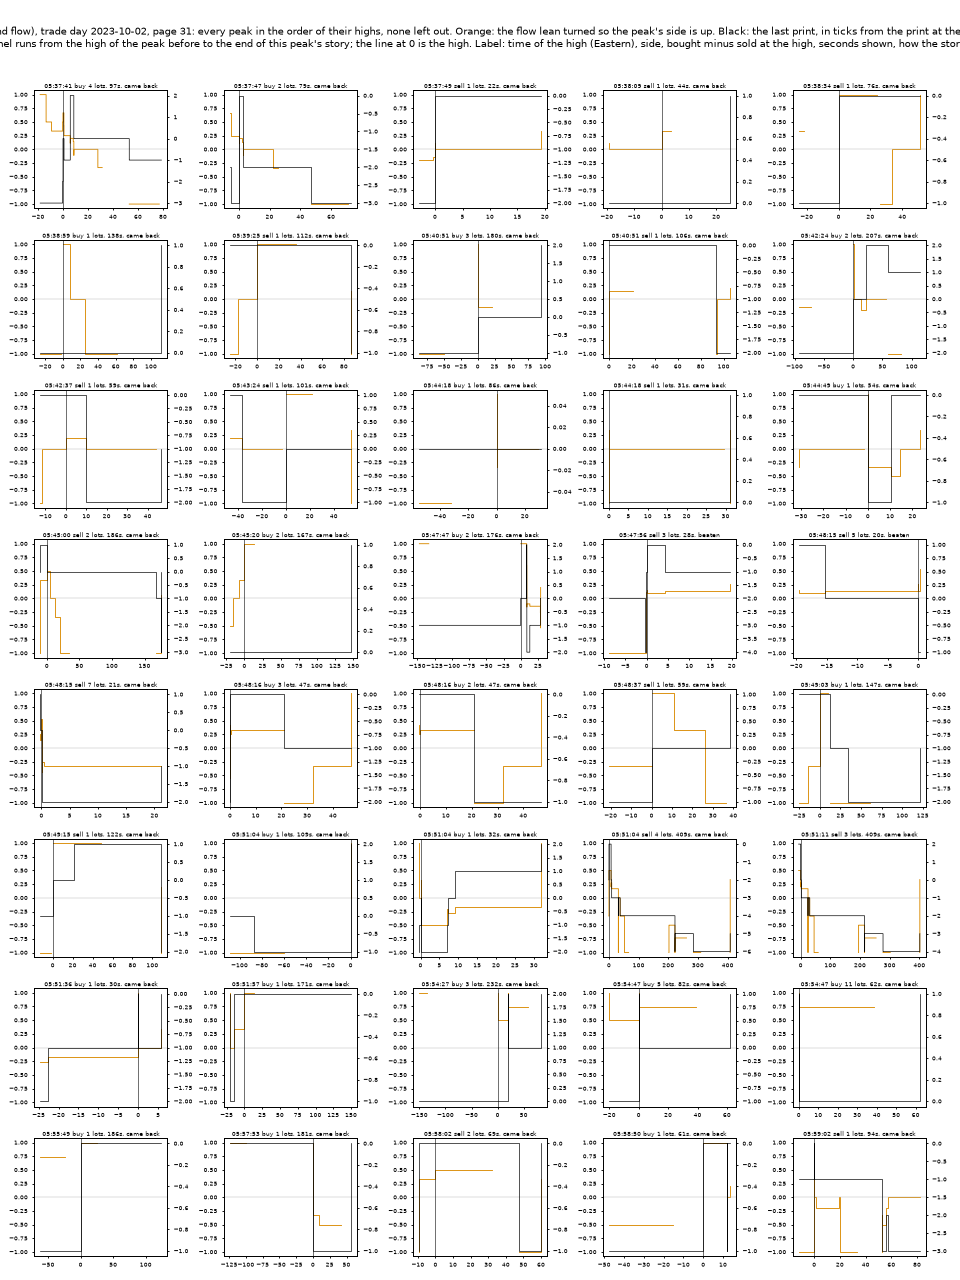 nd flow), trade day 2023-10-02, page 31: every peak in the order of their highs, none left out. Orange: the flow lean turned so the peak's side is up. Black: the last print, in ticks from the print at the
nel runs from the high of the peak before to the end of this peak's story; the line at 0 is the high. Label: time of the high (Eastern), side, bought minus sold at the high, seconds shown, how the stor
05:37:41 buy 4 lots. 97s. came back
05:37:47 buy 2 lots. 75s. came back
05:37:49 sell 1 lots. 22s. came back
05:38:09 sell 1 lots. 44s. came back
05:38:34 sell 1 lots. 76s. came back
05:38:59 buy 1 lots. 138s. came back
05:39:25 sell 1 lots. 112s. came back
05:40:51 buy 3 lots. 180s. came back
05:40:51 sell 1 lots. 106s. came back
05:42:24 buy 2 lots. 207s. came back
05:42:37 sell 1 lots. 59s. came back
05:43:24 sell 1 lots. 101s. came back
05:44:18 buy 1 lots. 86s. came back
05:44:18 sell 1 lots. 31s. came back
05:44:49 buy 1 lots. 54s. came back
05:45:00 sell 2 lots. 186s. came back
05:45:20 buy 2 lots. 167s. came back
05:47:47 buy 2 lots. 176s. came back
05:47:56 sell 3 lots. 28s. beaten
05:48:15 sell 5 lots. 20s. beaten
05:48:15 sell 7 lots. 21s. came back
05:48:16 buy 3 lots. 47s. came back
05:48:16 buy 2 lots. 47s. came back
05:48:37 sell 1 lots. 59s. came back
05:49:03 buy 1 lots. 147s. came back
05:49:15 sell 1 lots. 122s. came back
05:51:04 buy 1 lots. 109s. came back
05:51:04 buy 1 lots. 32s. came back
05:51:04 sell 4 lots. 409s. came back
05:51:11 sell 3 lots. 409s. came back
05:51:36 buy 1 lots. 30s. came back
05:51:57 buy 1 lots. 171s. came back
05:54:27 buy 3 lots. 232s. came back
05:54:47 buy 3 lots. 82s. came back
05:54:47 buy 11 lots. 62s. came back
05:55:49 buy 1 lots. 186s. came back
05:57:53 buy 1 lots. 181s. came back
05:58:02 sell 2 lots. 69s. came back
05:58:50 buy 1 lots. 61s. came back
05:59:02 sell 1 lots. 94s. came back